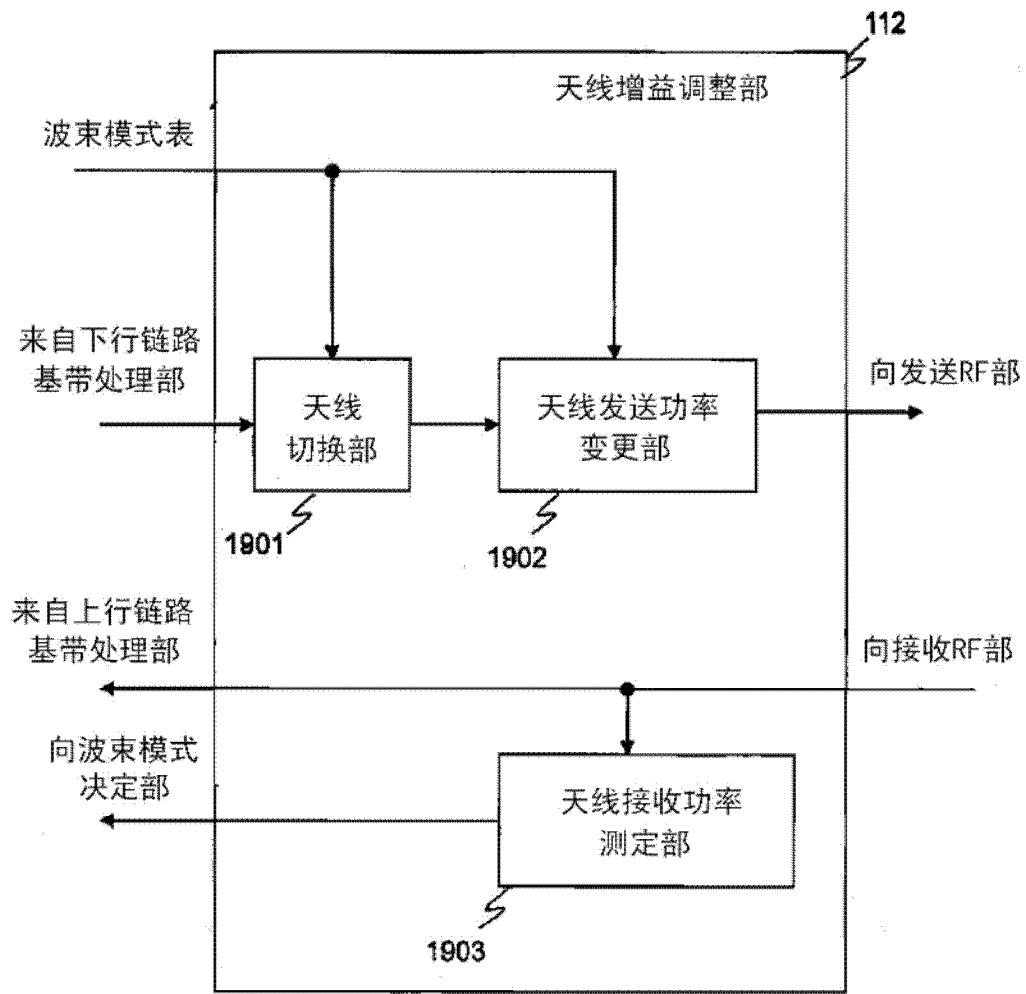 112
天线增益调整部
波束模式表
来自下行链路
基带处理部
天线
切换部
天线发送功率
变更部
向发送RF部
1901
1902
来自上行链路
基带处理部
向接收RF部
向波束模式
决定部
天线接收功率
测定部
1903